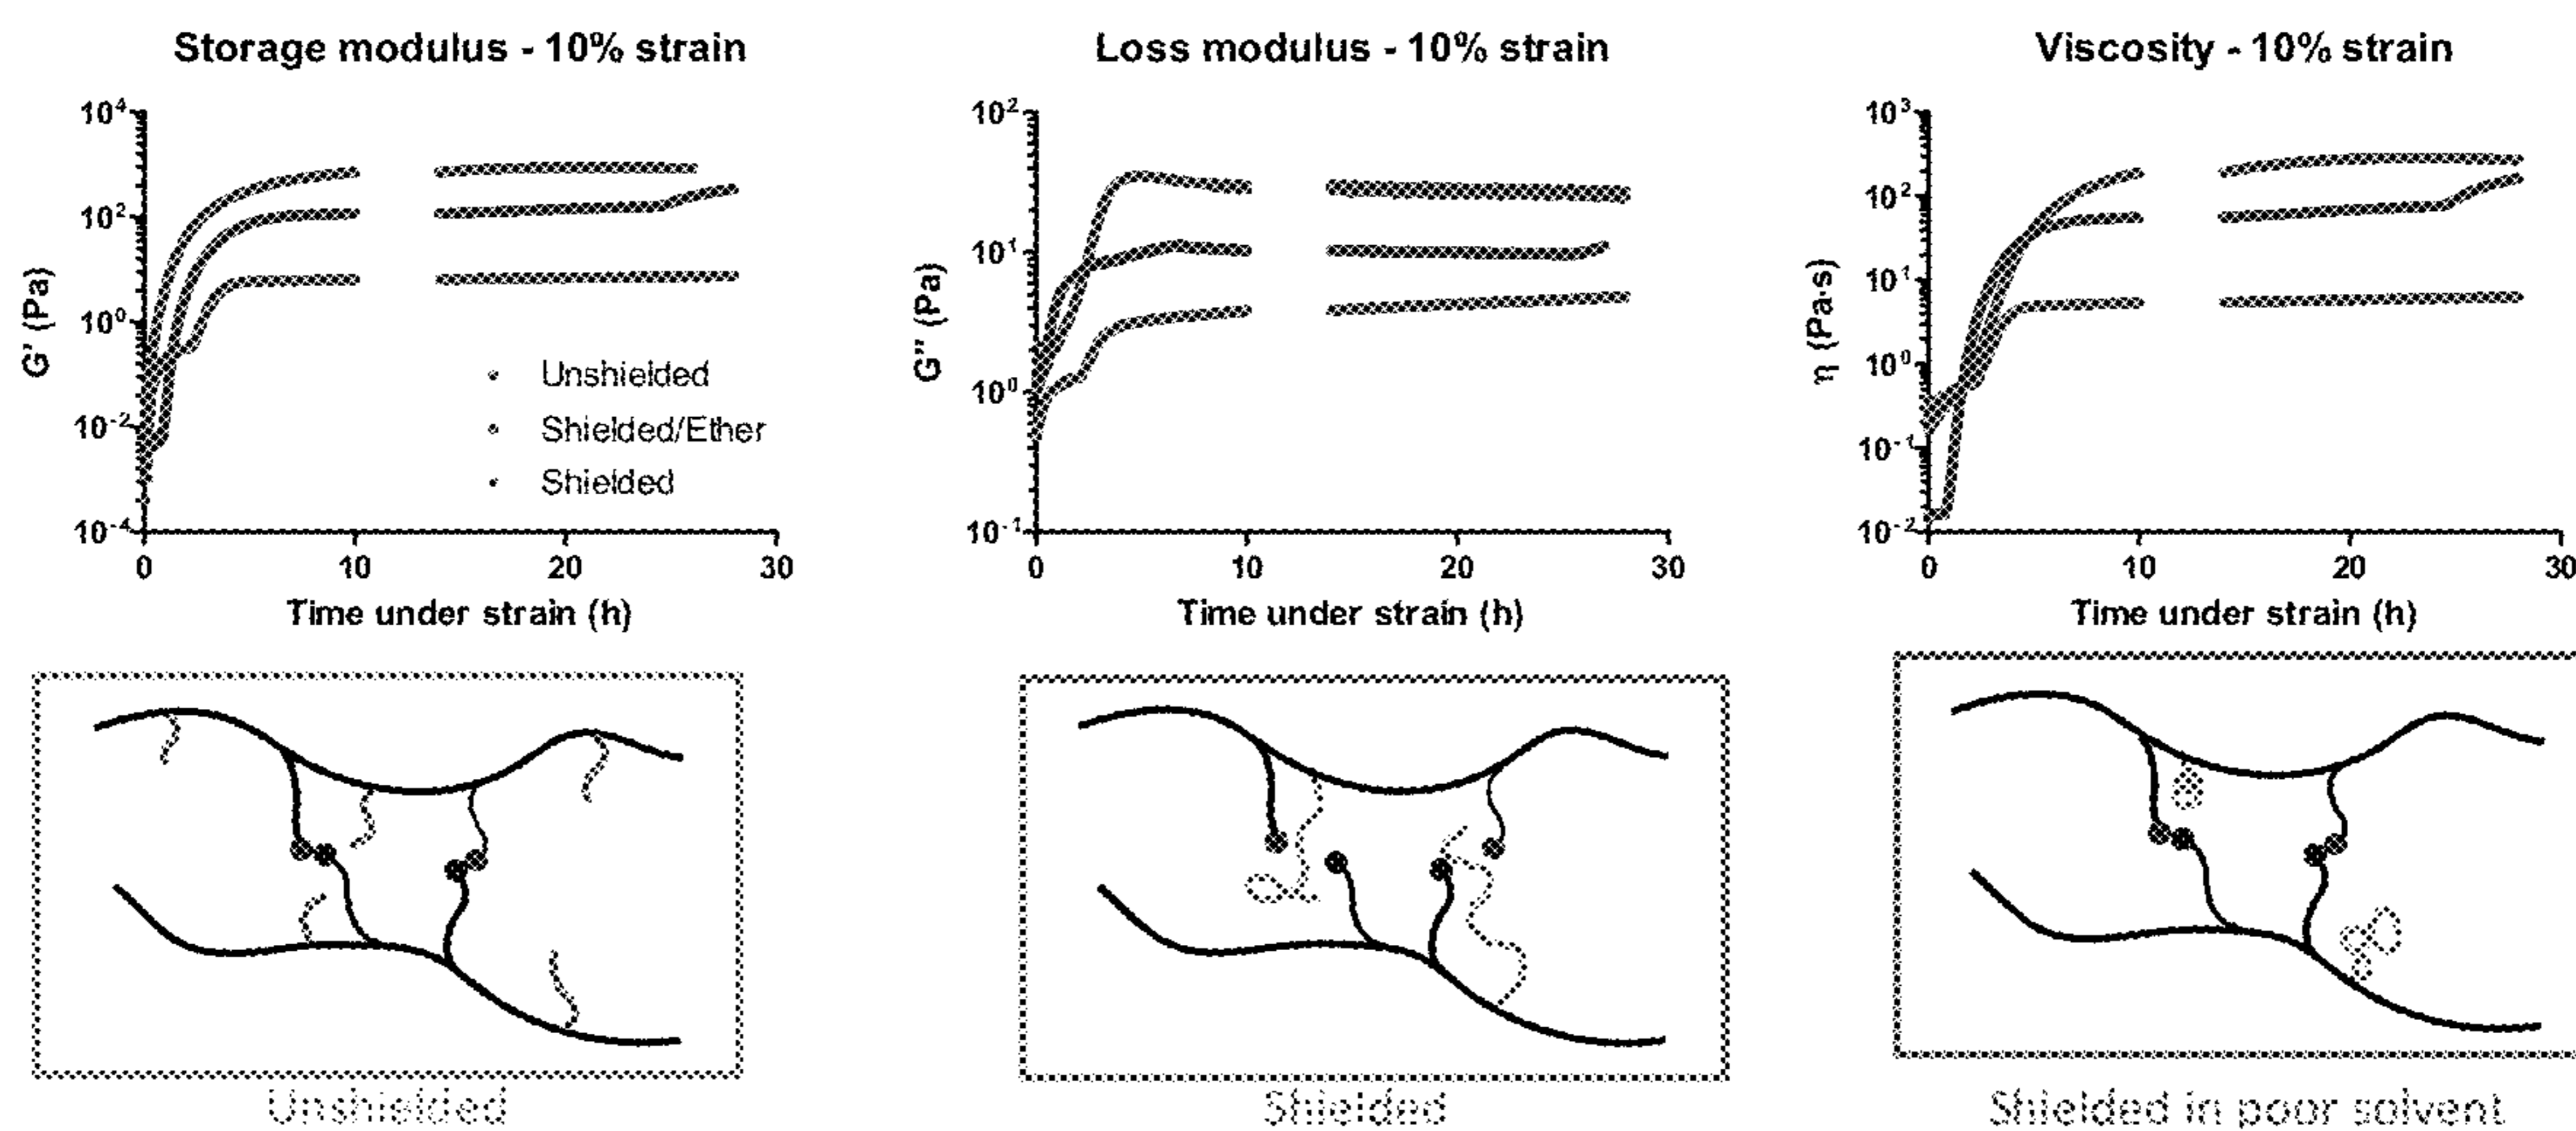 Storage modulus - 10% strain
Loss modulus - 10% strain
Viscosity - 10% strain
10⁴
10²
10⁰
10⁻²
10⁻⁴
G' (Pa)
Unshielded
Shielded/Ether
Shielded
0 10 20 30
Time under strain (h)
10²
10¹
10⁰
10⁻¹
G'' (Pa)
0 10 20 30
Time under strain (h)
10³
10²
10¹
10⁰
10⁻¹
10⁻²
η (Pa·s)
0 10 20 30
Time under strain (h)
Unshielded
Shielded
Shielded in poor solvent